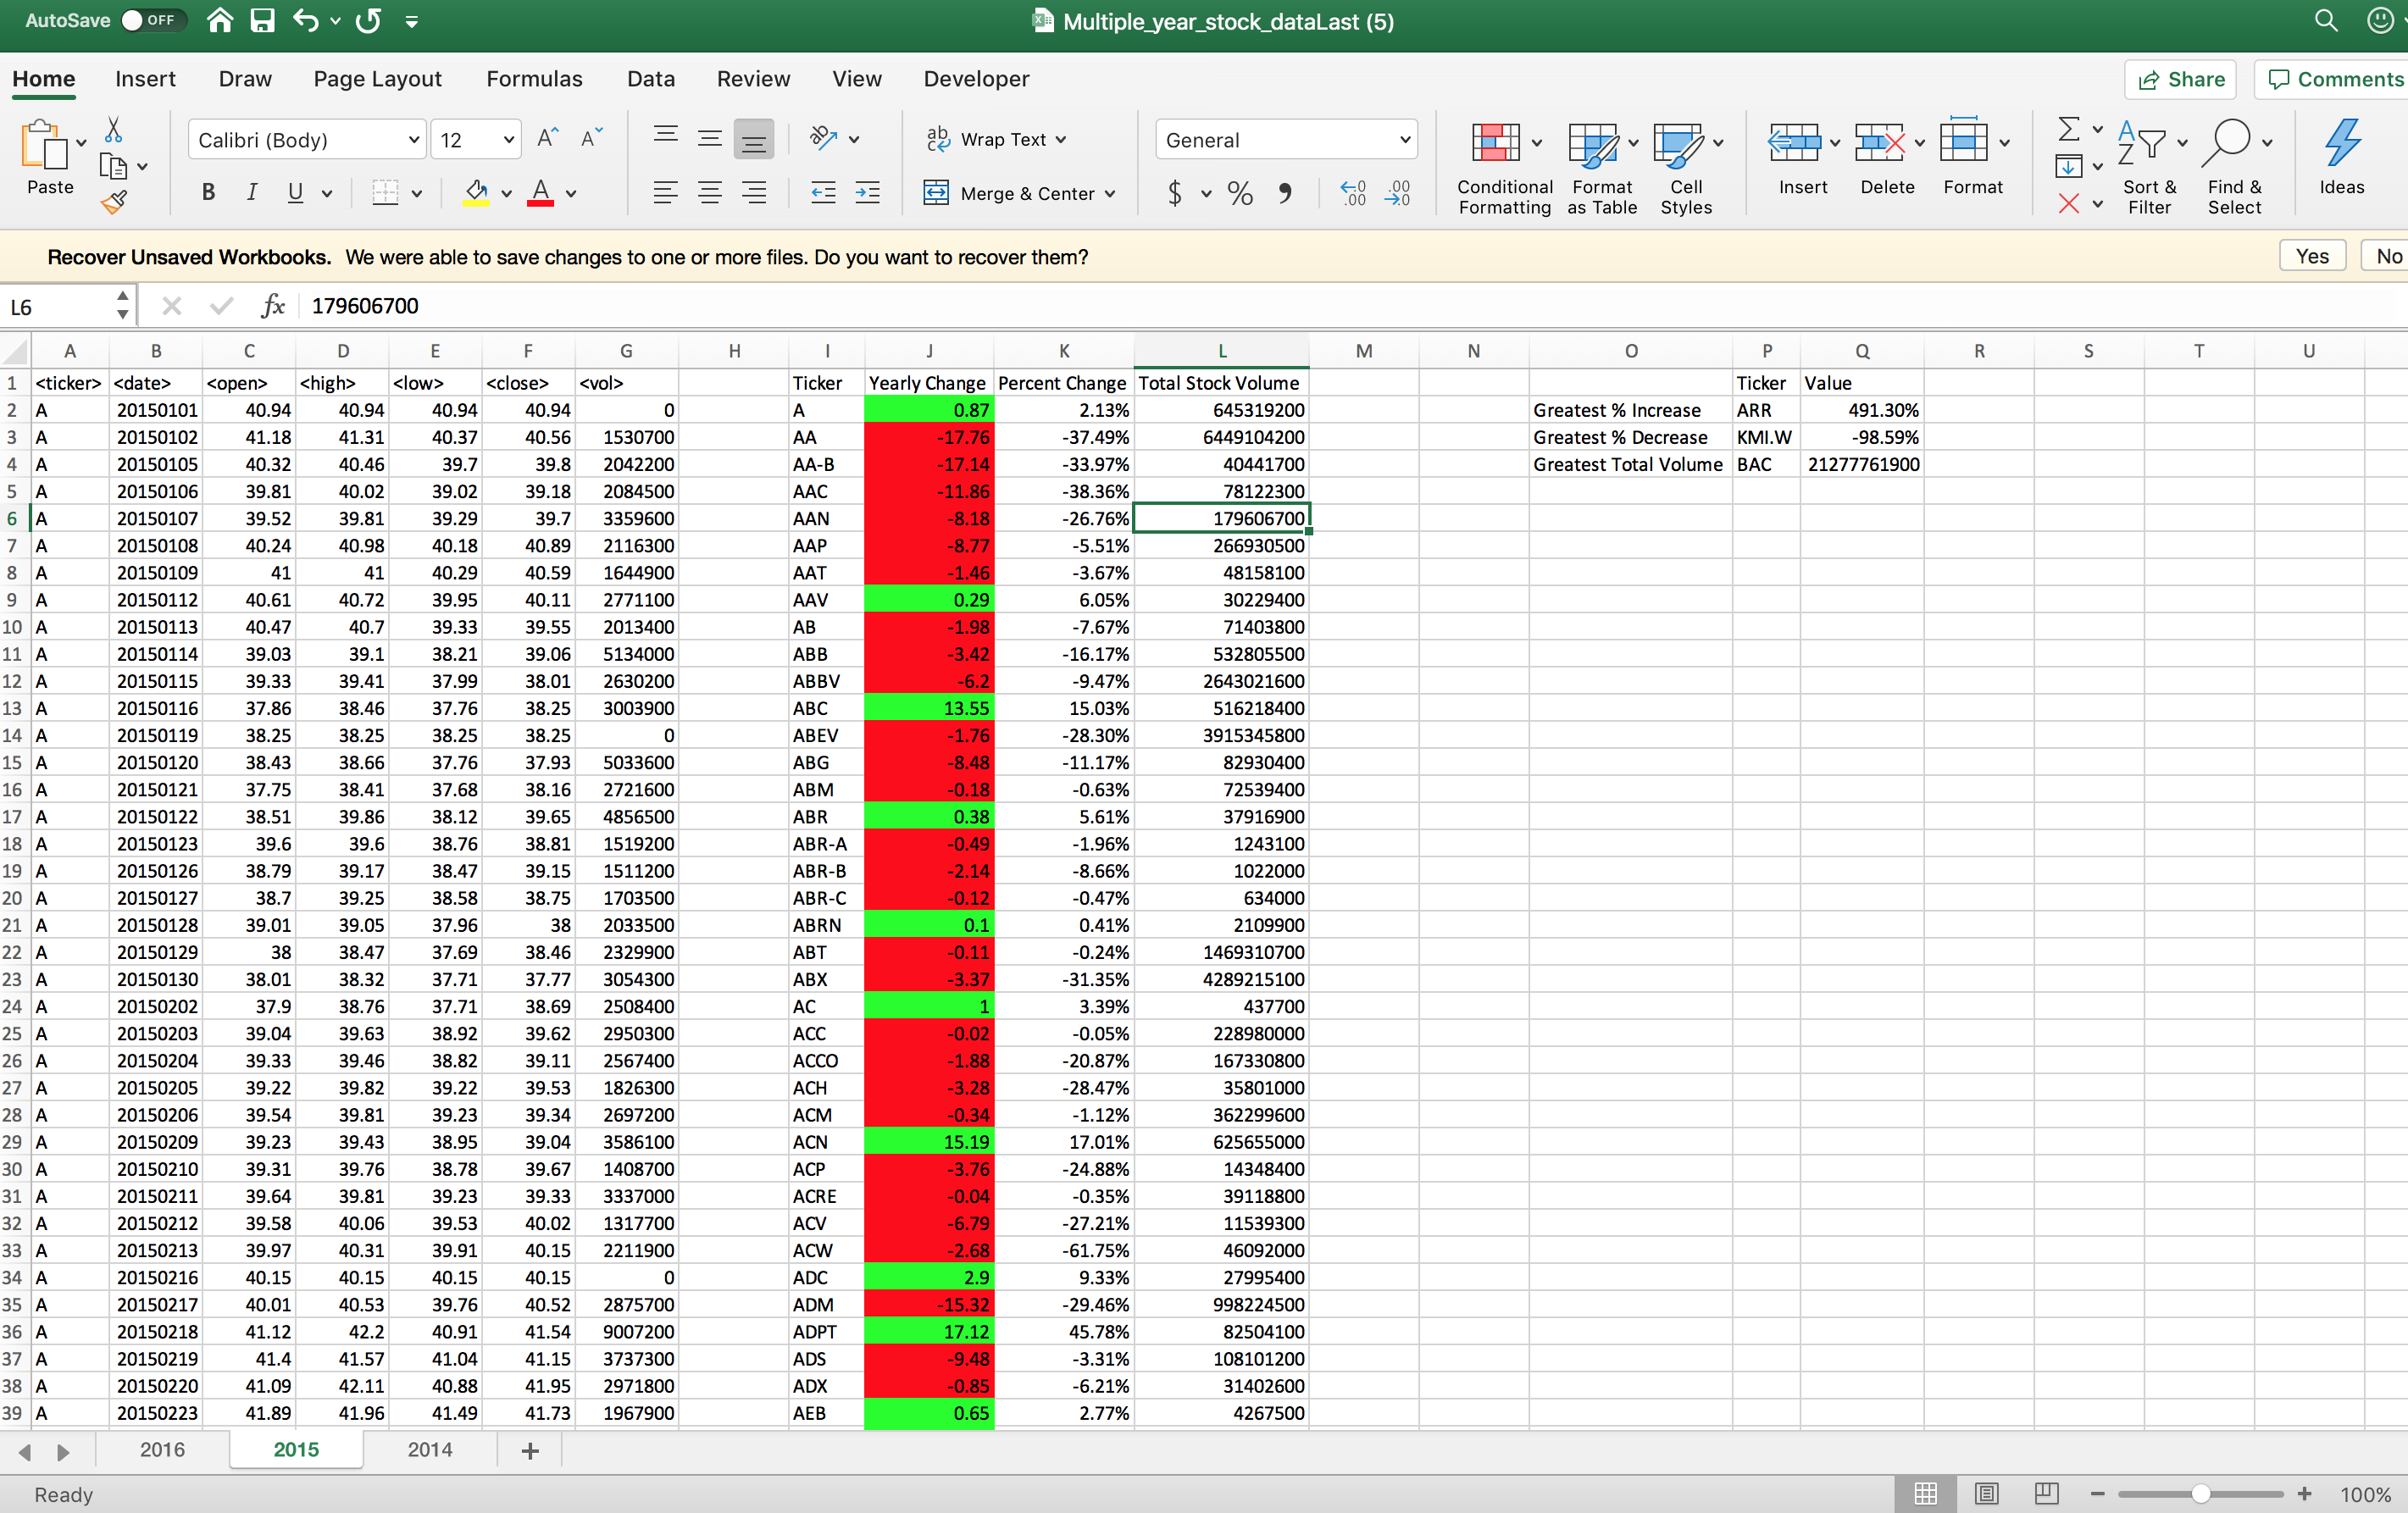 AutoSave OFF Multiple_year_stock_dataLast (5)
Home Insert Draw Page Layout Formulas Data Review View Developer Share Comments
Paste Calibri (Body) 12 Wrap Text General
B I U A Merge & Center $ % Conditional Formatting Format as Table Cell Styles Insert Delete Format Sort & Filter Find & Select Ideas
Recover Unsaved Workbooks. We were able to save changes to one or more files. Do you want to recover them? Yes No
L6 fx 179606700
A B C D E F G H I J K L M N O P Q R S T U
1 <ticker> <date> <open> <high> <low> <close> <vol> Ticker Yearly Change Percent Change Total Stock Volume Ticker Value
2 A 20150101 40.94 40.94 40.94 40.94 0 A 0.87 2.13% 645319200 Greatest % Increase ARR 491.30%
3 A 20150102 41.18 41.31 40.37 40.56 1530700 AA -17.76 -37.49% 6449104200 Greatest % Decrease KMI.W -98.59%
4 A 20150105 40.32 40.46 39.7 39.8 2042200 AA-B -17.14 -33.97% 40441700 Greatest Total Volume BAC 21277761900
5 A 20150106 39.81 40.02 39.02 39.18 2084500 AAC -11.86 -38.36% 78122300
6 A 20150107 39.52 39.81 39.29 39.7 3359600 AAN -8.18 -26.76% 179606700
7 A 20150108 40.24 40.98 40.18 40.89 2116300 AAP -8.77 -5.51% 266930500
8 A 20150109 41 41 40.29 40.59 1644900 AAT -1.46 -3.67% 48158100
9 A 20150112 40.61 40.72 39.95 40.11 2771100 AAV 0.29 6.05% 30229400
10 A 20150113 40.47 40.7 39.33 39.55 2013400 AB -1.98 -7.67% 71403800
11 A 20150114 39.03 39.1 38.21 39.06 5134000 ABB -3.42 -16.17% 532805500
12 A 20150115 39.33 39.41 37.99 38.01 2630200 ABBV -6.2 -9.47% 2643021600
13 A 20150116 37.86 38.46 37.76 38.25 3003900 ABC 13.55 15.03% 516218400
14 A 20150119 38.25 38.25 38.25 38.25 0 ABEV -1.76 -28.30% 3915345800
15 A 20150120 38.43 38.66 37.76 37.93 5033600 ABG -8.48 -11.17% 82930400
16 A 20150121 37.75 38.41 37.68 38.16 2721600 ABM -0.18 -0.63% 72539400
17 A 20150122 38.51 39.86 38.12 39.65 4856500 ABR 0.38 5.61% 37916900
18 A 20150123 39.6 39.6 38.76 38.81 1519200 ABR-A -0.49 -1.96% 1243100
19 A 20150126 38.79 39.17 38.47 39.15 1511200 ABR-B -2.14 -8.66% 1022000
20 A 20150127 38.7 39.25 38.58 38.75 1703500 ABR-C -0.12 -0.47% 634000
21 A 20150128 39.01 39.05 37.96 38 2033500 ABRN 0.1 0.41% 2109900
22 A 20150129 38 38.47 37.69 38.46 2329900 ABT -0.11 -0.24% 1469310700
23 A 20150130 38.01 38.32 37.71 37.77 3054300 ABX -3.37 -31.35% 4289215100
24 A 20150202 37.9 38.76 37.71 38.69 2508400 AC 1 3.39% 437700
25 A 20150203 39.04 39.63 38.92 39.62 2950300 ACC -0.02 -0.05% 228980000
26 A 20150204 39.33 39.46 38.82 39.11 2567400 ACCO -1.88 -20.87% 167330800
27 A 20150205 39.22 39.82 39.22 39.53 1826300 ACH -3.28 -28.47% 35801000
28 A 20150206 39.54 39.81 39.23 39.34 2697200 ACM -0.34 -1.12% 362299600
29 A 20150209 39.23 39.43 38.95 39.04 3586100 ACN 15.19 17.01% 625655000
30 A 20150210 39.31 39.76 38.78 39.67 1408700 ACP -3.76 -24.88% 14348400
31 A 20150211 39.64 39.81 39.23 39.33 3337000 ACRE -0.04 -0.35% 39118800
32 A 20150212 39.58 40.06 39.53 40.02 1317700 ACV -6.79 -27.21% 11539300
33 A 20150213 39.97 40.31 39.91 40.15 2211900 ACW -2.68 -61.75% 46092000
34 A 20150216 40.15 40.15 40.15 40.15 0 ADC 2.9 9.33% 27995400
35 A 20150217 40.01 40.53 39.76 40.52 2875700 ADM -15.32 -29.46% 998224500
36 A 20150218 41.12 42.2 40.91 41.54 9007200 ADPT 17.12 45.78% 82504100
37 A 20150219 41.4 41.57 41.04 41.15 3737300 ADS -9.48 -3.31% 108101200
38 A 20150220 41.09 42.11 40.88 41.95 2971800 ADX -0.85 -6.21% 31402600
39 A 20150223 41.89 41.96 41.49 41.73 1967900 AEB 0.65 2.77% 4267500
2016 2015 2014 +
Ready 100%